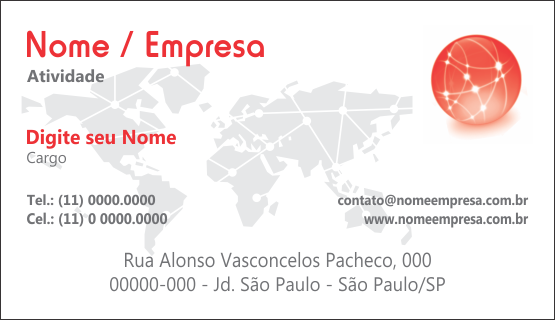 Nome / Empresa
Atividade
Digite seu Nome
Cargo
Tel.: (11) 0000.0000
Cel.: (11) 0 0000.0000
contato@nomeempresa.com.br
www.nomeempresa.com.br
Rua Alonso Vasconcelos Pacheco, 000
00000-000 - Jd. São Paulo - São Paulo/SP